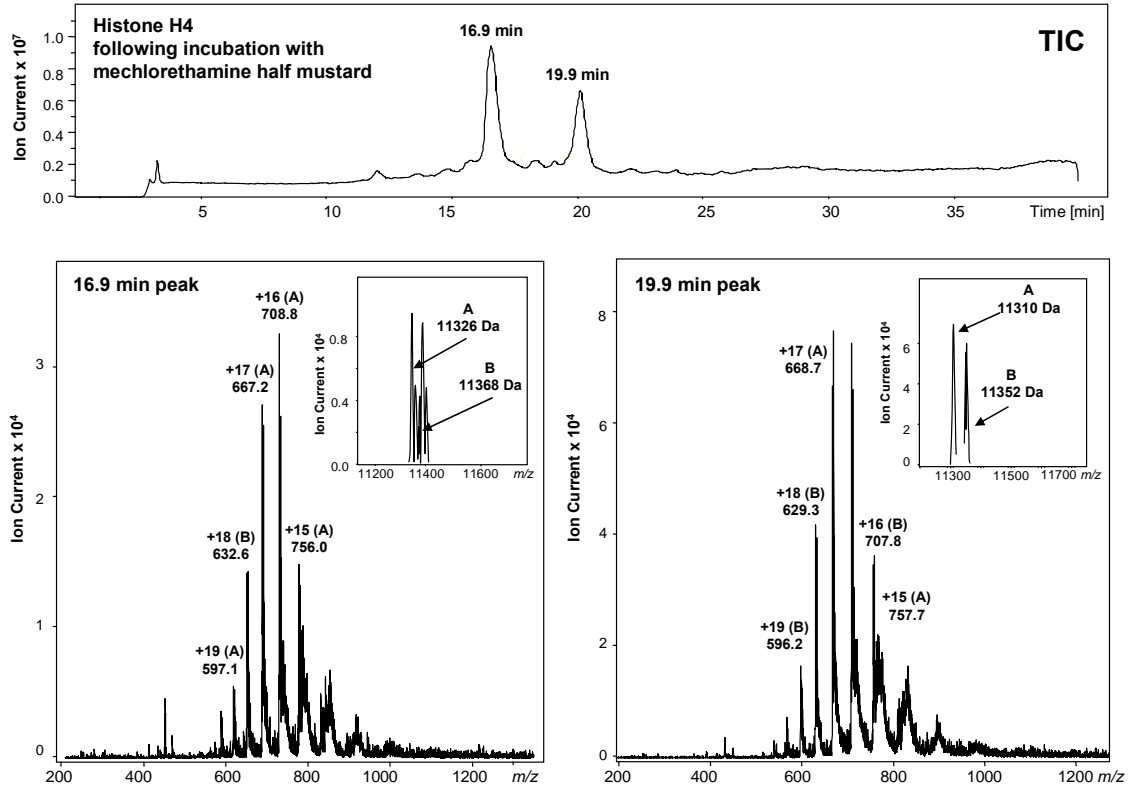 Histone H4
following incubation with
mechlorethamine half mustard
16.9 min
19.9 min
TIC
Ion Current x 10⁷
1.0
0.8
0.6
0.4
0.2
0.0
5
10
15
20
25
30
35
Time [min]
16.9 min peak
Ion Current x 10⁴
3
2
1
0
+16 (A)
708.8
+17 (A)
667.2
+18 (B)
632.6
+15 (A)
756.0
+19 (A)
597.1
200
600
800
1000
1200
m/z
Ion Current x 10⁴
0.8
0.4
0.0
A
11326 Da
B
11368 Da
11200
11400
11600
m/z
19.9 min peak
Ion Current x 10⁴
8
6
4
2
0
+17 (A)
668.7
+18 (B)
629.3
+16 (B)
707.8
+15 (A)
757.7
+19 (B)
596.2
200
400
600
800
1000
1200
m/z
Ion Current x 10⁴
6
4
2
0
A
11310 Da
B
11352 Da
11300
11500
11700
m/z